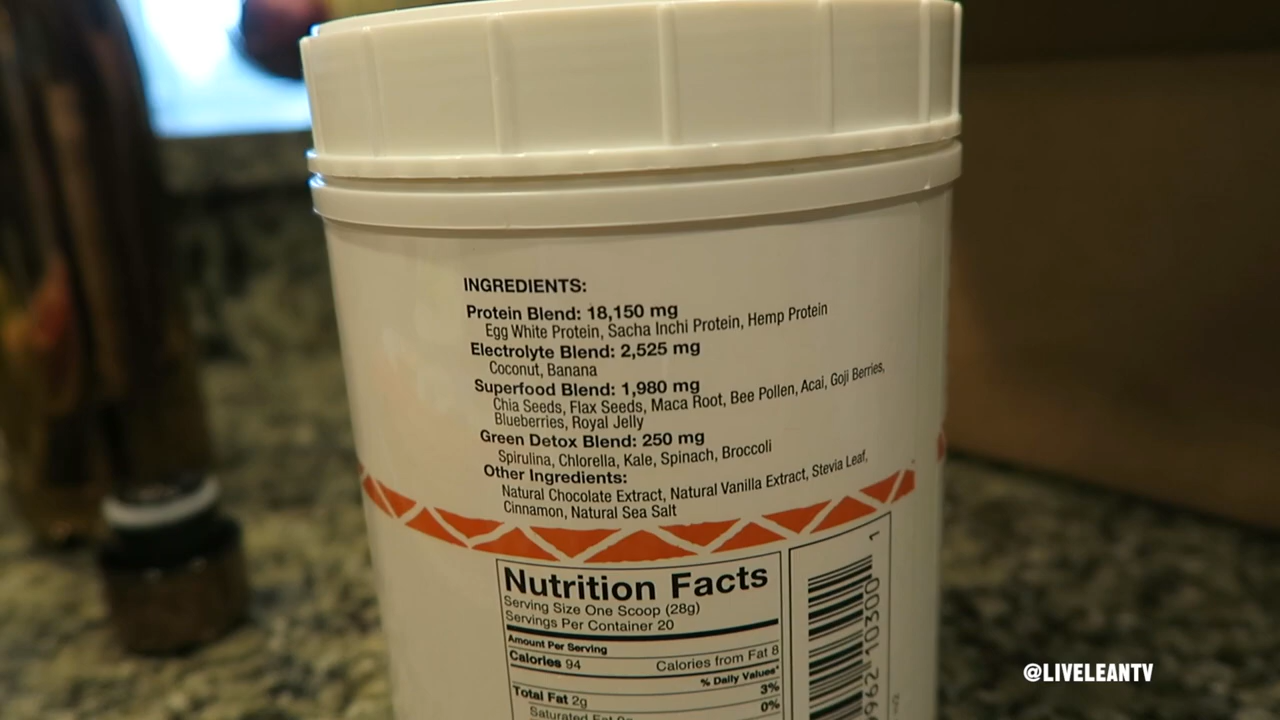 INGREDIENTS:
Protein Blend: 18,150 mg
Egg White Protein, Sacha Inchi Protein, Hemp Protein
Electrolyte Blend: 2,525 mg
Coconut, Banana
Superfood Blend: 1,980 mg
Chia Seeds, Flax Seeds, Maca Root, Bee Pollen, Acai, Goji Berries,
Blueberries, Royal Jelly
Green Detox Blend: 250 mg
Spirulina, Chlorella, Kale, Spinach, Broccoli
Other Ingredients:
Natural Chocolate Extract, Natural Vanilla Extract, Stevia Leaf,
Cinnamon, Natural Sea Salt
Nutrition Facts
Serving Size One Scoop (28g)
Servings Per Container 20
Amount Per Serving
Calories 94 Calories from Fat 8
% Daily Values*
Total Fat 2g 3%
Saturated Fat 0g 0%
10300 1
@LIVELEANTV